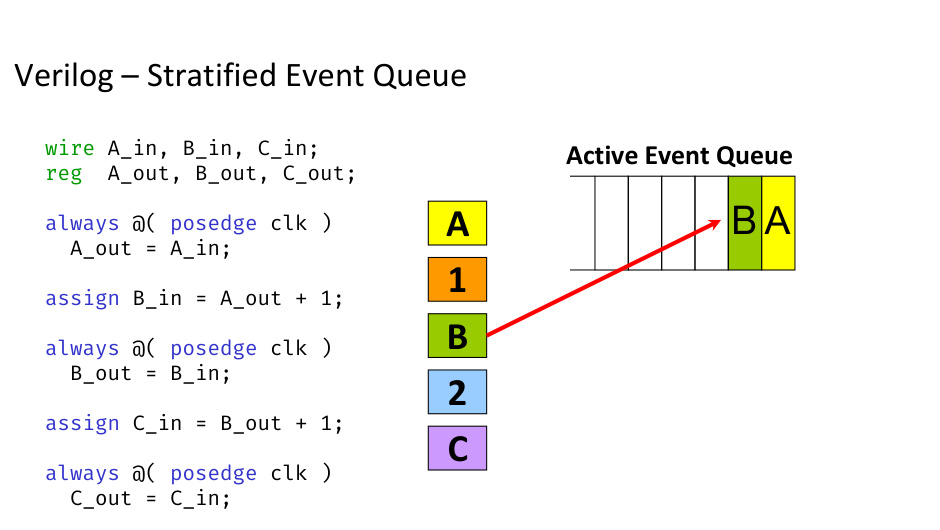 Verilog – Stratified Event Queue
wire A_in, B_in, C_in;
reg  A_out, B_out, C_out;
always @( posedge clk )
  A_out = A_in;
assign B_in = A_out + 1;
always @( posedge clk )
  B_out = B_in;
assign C_in = B_out + 1;
always @( posedge clk )
  C_out = C_in;
A
1
B
2
C
Active Event Queue
B A